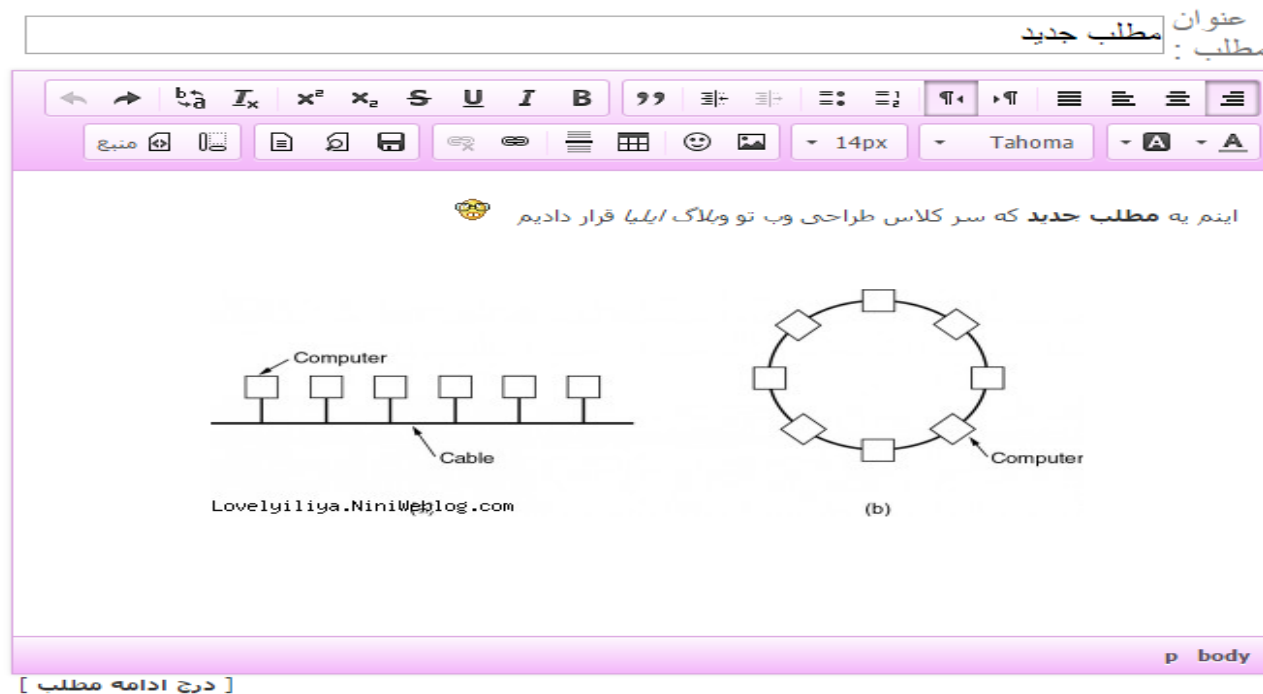 عنوان مطلب :
مطلب جدید
14px
Tahoma
منبع
اینم یه مطلب جدید که سر کلاس طراحی وب تو وبلاگ ایلیا قرار دادیم
Computer
Cable
Computer
Lovelyiliya.NiniWeblog.com
(b)
body p
[ درج ادامه مطلب ]